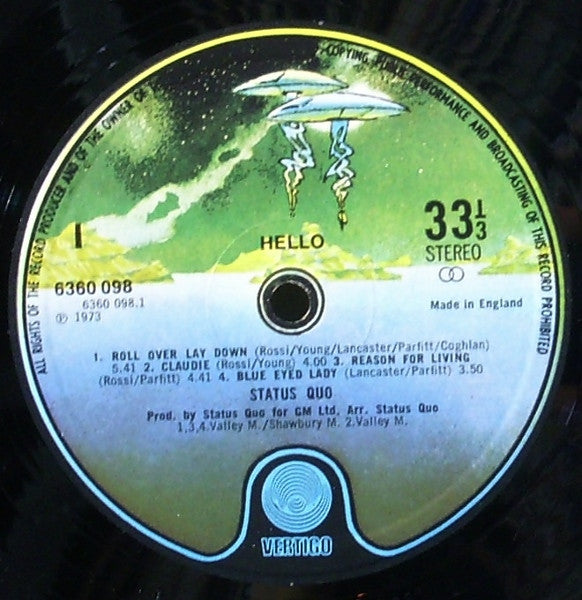 ALL RIGHTS OF THE RECORD PRODUCER AND OF THE OWNER OF
COPYING PUBLIC PERFORMANCE AND BROADCASTING OF THIS RECORD PROHIBITED
1
HELLO
33⅓
STEREO
6360 098
6360 098.1
℗ 1973
Made in England
1. ROLL OVER LAY DOWN (Rossi/Young/Lancaster/Parfitt/Coghlan)
5.41 2. CLAUDIE (Rossi/Young) 4.00 3. REASON FOR LIVING
(Rossi/Parfitt) 4.41 4. BLUE EYED LADY (Lancaster/Parfitt) 3.50
STATUS QUO
Prod. by Status Quo for GM Ltd, Arr. Status Quo
1,3,4.Valley M./Shawbury M. 2.Valley M.
VERTIGO